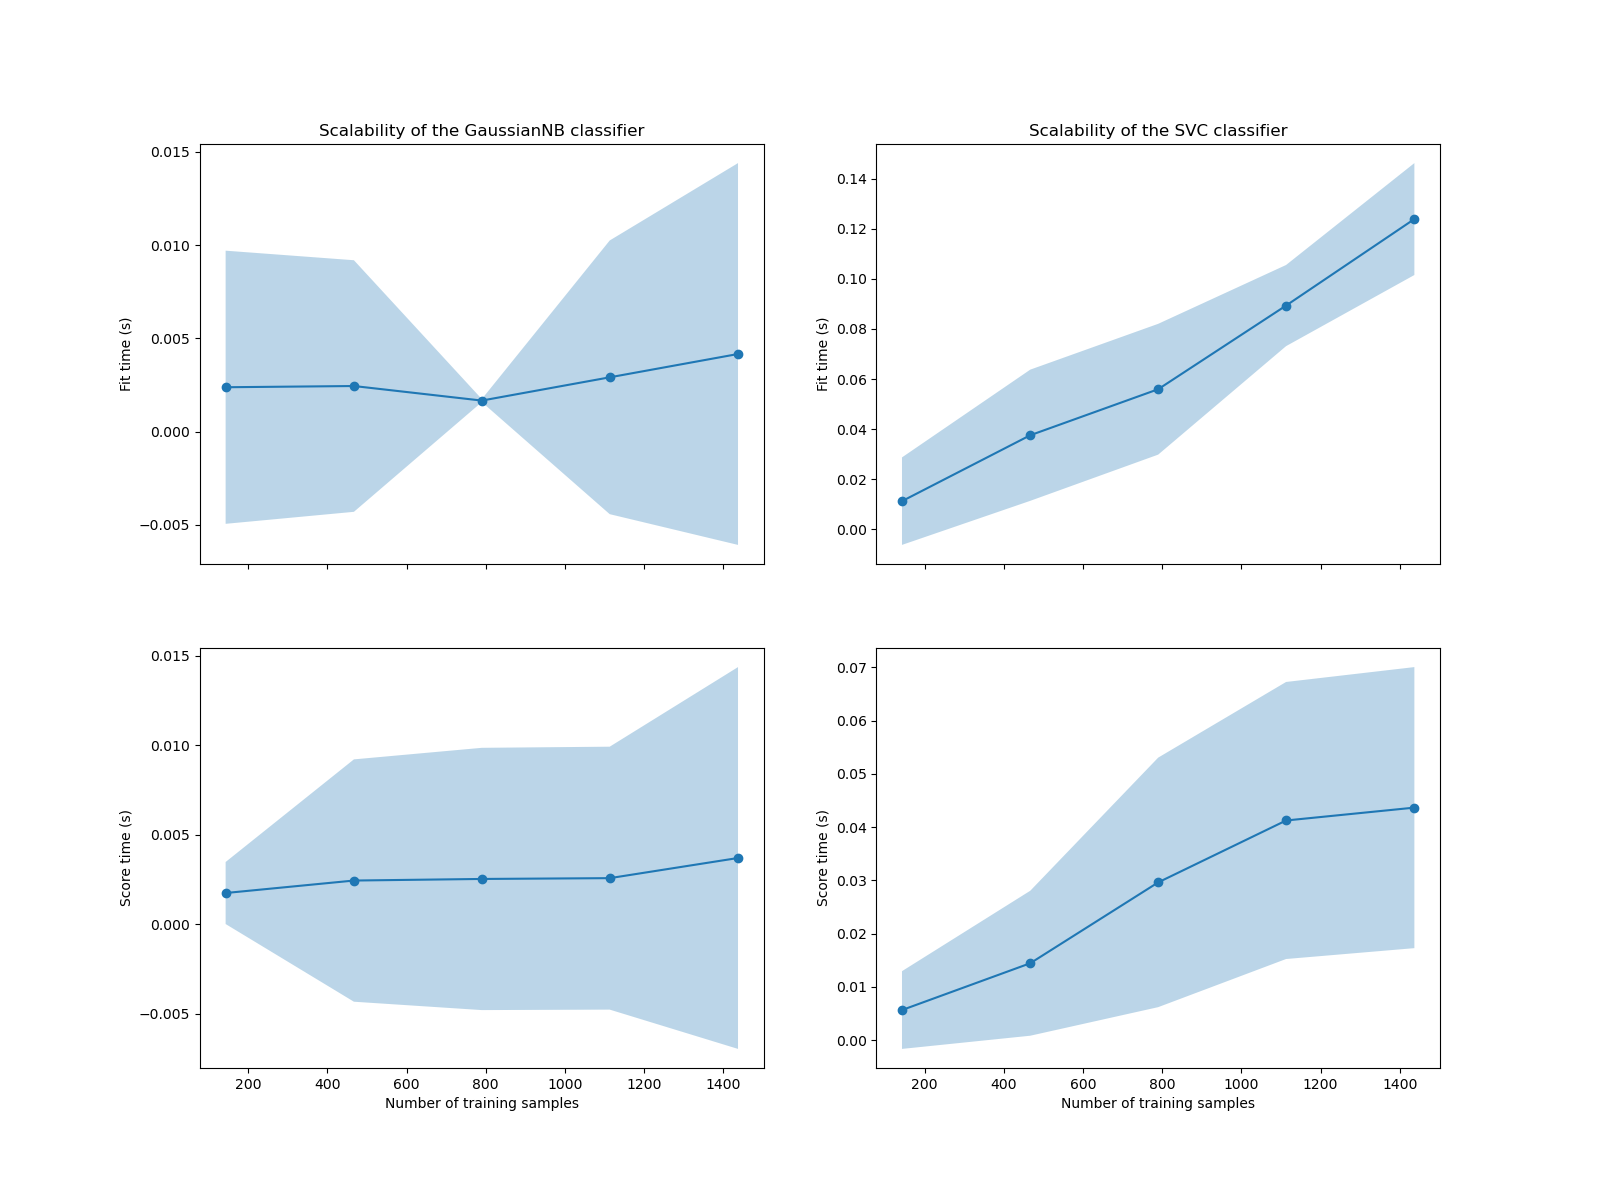 Scalability of the GaussianNB classifier
0.015
0.010
0.005
0.000
−0.005
Fit time (s)
Scalability of the SVC classifier
0.14
0.12
0.10
0.08
0.06
0.04
0.02
0.00
Fit time (s)
0.015
0.010
0.005
0.000
−0.005
Score time (s)
200 400 600 800 1000 1200 1400
Number of training samples
0.07
0.06
0.05
0.04
0.03
0.02
0.01
0.00
Score time (s)
200 400 600 800 1000 1200 1400
Number of training samples